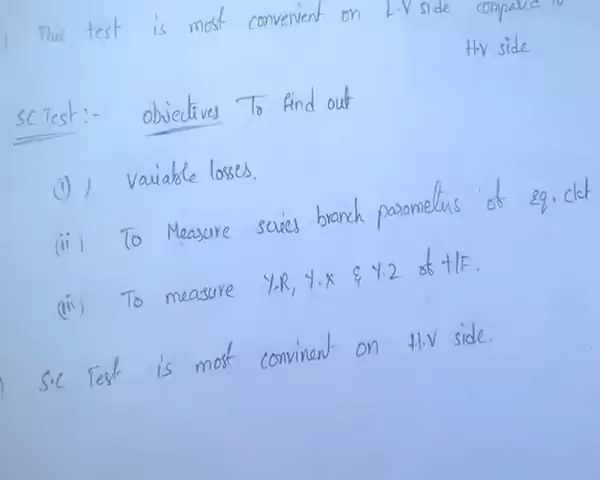 This test is most convenient on L.V side compare to
H.V side
SC Test:- objectives To find out
(i) Variable losses.
(ii) To Measure series branch parameters of Eq. ckt
(iii) To measure %R, %X & %Z of T/F.
S.C Test is most convinent on H.V side.